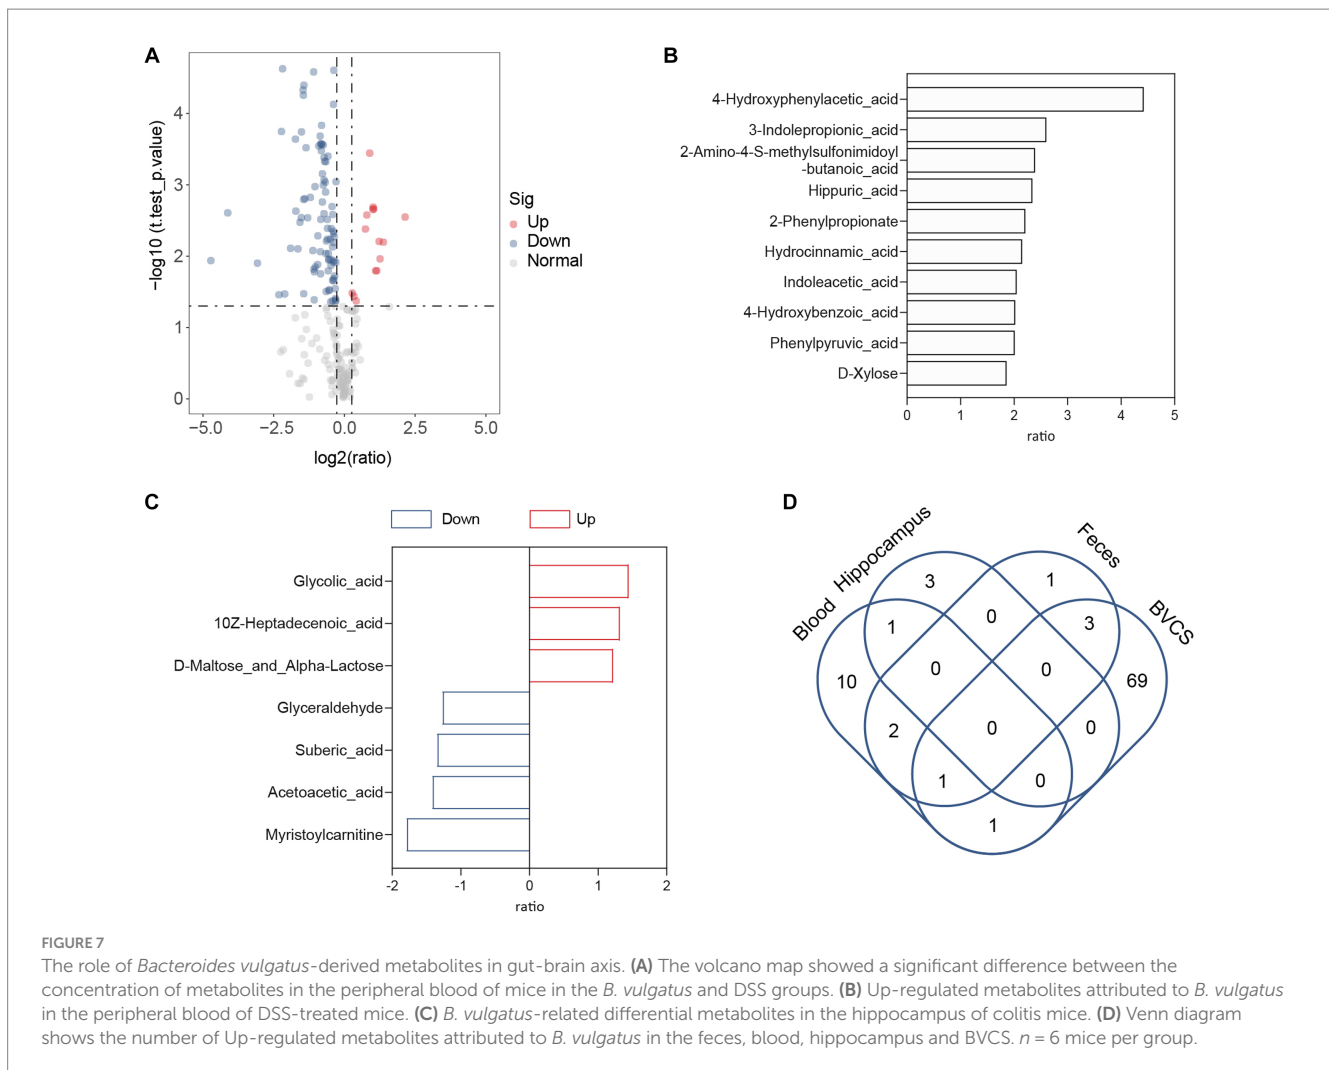 A
−log10 (t.test_p.value)
4
3
2
1
0
−5.0
−2.5
0.0
2.5
5.0
log2(ratio)
Sig
Up
Down
Normal
B
4-Hydroxyphenylacetic_acid
3-Indolepropionic_acid
2-Amino-4-S-methylsulfonimidoyl
-butanoic_acid
Hippuric_acid
2-Phenylpropionate
Hydrocinnamic_acid
Indoleacetic_acid
4-Hydroxybenzoic_acid
Phenylpyruvic_acid
D-Xylose
0
1
2
3
4
5
ratio
C
Down
Up
Glycolic_acid
10Z-Heptadecenoic_acid
D-Maltose_and_Alpha-Lactose
Glyceraldehyde
Suberic_acid
Acetoacetic_acid
Myristoylcarnitine
-2
-1
0
1
2
ratio
D
Blood
Hippocampus
Feces
BVCS
3
1
1
0
3
10
0
0
69
2
0
0
1
0
1
FIGURE 7
The role of Bacteroides vulgatus-derived metabolites in gut-brain axis. (A) The volcano map showed a significant difference between the
concentration of metabolites in the peripheral blood of mice in the B. vulgatus and DSS groups. (B) Up-regulated metabolites attributed to B. vulgatus
in the peripheral blood of DSS-treated mice. (C) B. vulgatus-related differential metabolites in the hippocampus of colitis mice. (D) Venn diagram
shows the number of Up-regulated metabolites attributed to B. vulgatus in the feces, blood, hippocampus and BVCS. n = 6 mice per group.